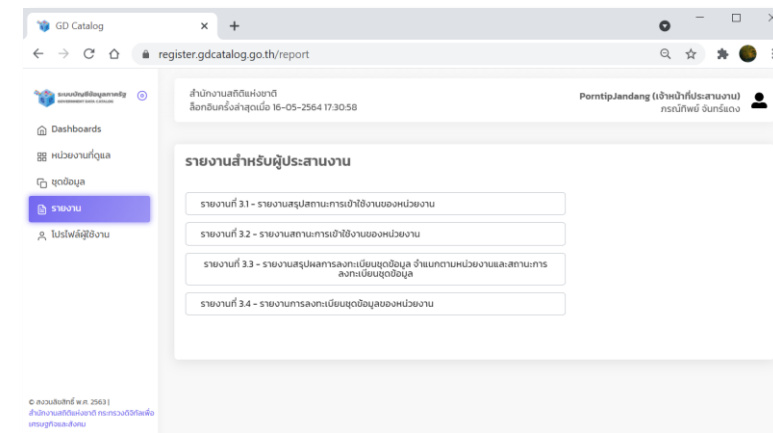 GD Catalog
register.gdcatalog.go.th/report
ระบบบัญชีข้อมูลภาครัฐ
GOVERNMENT DATA CATALOG
สำนักงานสถิติแห่งชาติ
ล็อกอินครั้งล่าสุดเมื่อ 16-05-2564 17:30:58
PorntipJandang (เจ้าหน้าที่ประสานงาน)
ภรณ์ทิพย์ จันทร์แดง
Dashboards
หน่วยงานที่ดูแล
ชุดข้อมูล
รายงาน
โปรไฟล์ผู้ใช้งาน
รายงานสำหรับผู้ประสานงาน
รายงานที่ 3.1 - รายงานสรุปสถานะการเข้าใช้งานของหน่วยงาน
รายงานที่ 3.2 - รายงานสถานะการเข้าใช้งานของหน่วยงาน
รายงานที่ 3.3 - รายงานสรุปผลการลงทะเบียนชุดข้อมูล จำแนกตามหน่วยงานและสถานะการ
ลงทะเบียนชุดข้อมูล
รายงานที่ 3.4 - รายงานการลงทะเบียนชุดข้อมูลของหน่วยงาน
© สงวนลิขสิทธิ์ พ.ศ. 2563 |
สำนักงานสถิติแห่งชาติ กระทรวงดิจิทัลเพื่อ
เศรษฐกิจและสังคม